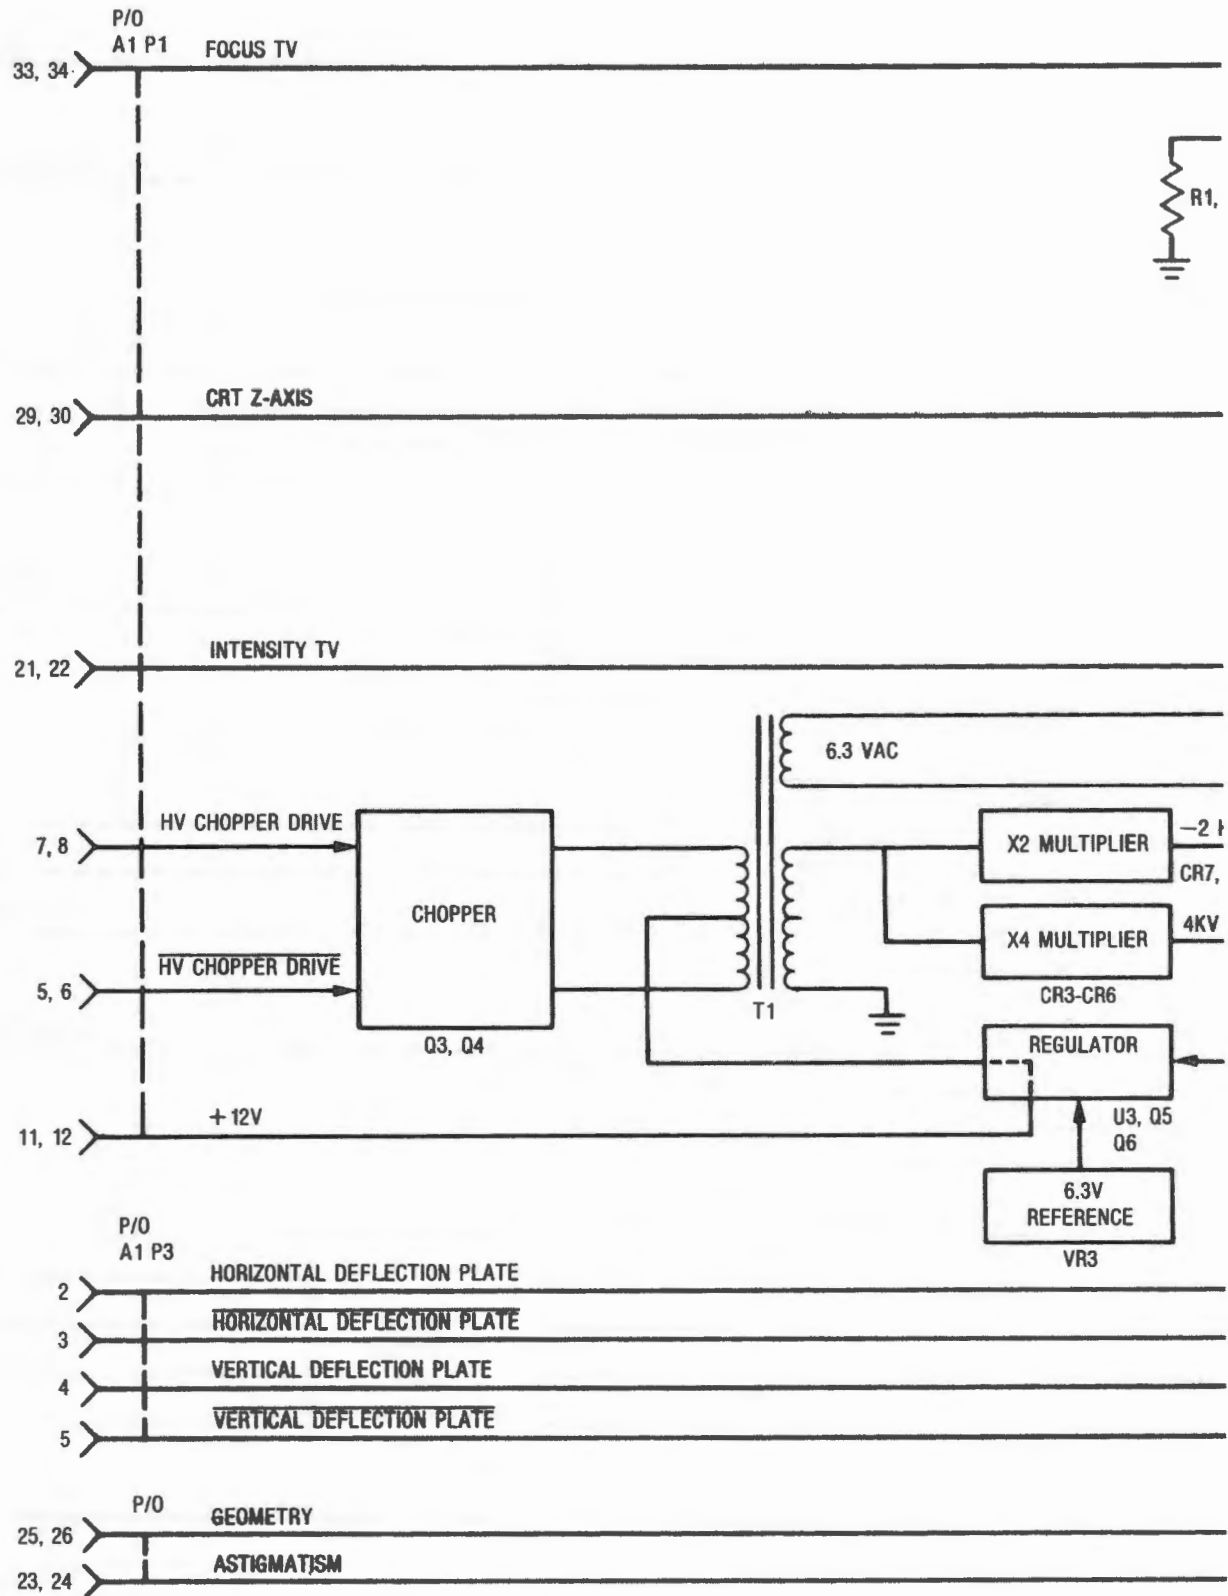 P/O
A1 P1
FOCUS TV
33, 34
R1,
CRT Z-AXIS
29, 30
INTENSITY TV
21, 22
6.3 VAC
HV CHOPPER DRIVE
7, 8
X2 MULTIPLIER
−2
CR7,
CHOPPER
X4 MULTIPLIER
4KV
HV CHOPPER DRIVE
5, 6
CR3-CR6
T1
Q3, Q4
REGULATOR
+12V
11, 12
U3, Q5
Q6
6.3V
REFERENCE
VR3
P/O
A1 P3
HORIZONTAL DEFLECTION PLATE
2
HORIZONTAL DEFLECTION PLATE
3
VERTICAL DEFLECTION PLATE
4
VERTICAL DEFLECTION PLATE
5
P/O
GEOMETRY
25, 26
ASTIGMATISM
23, 24